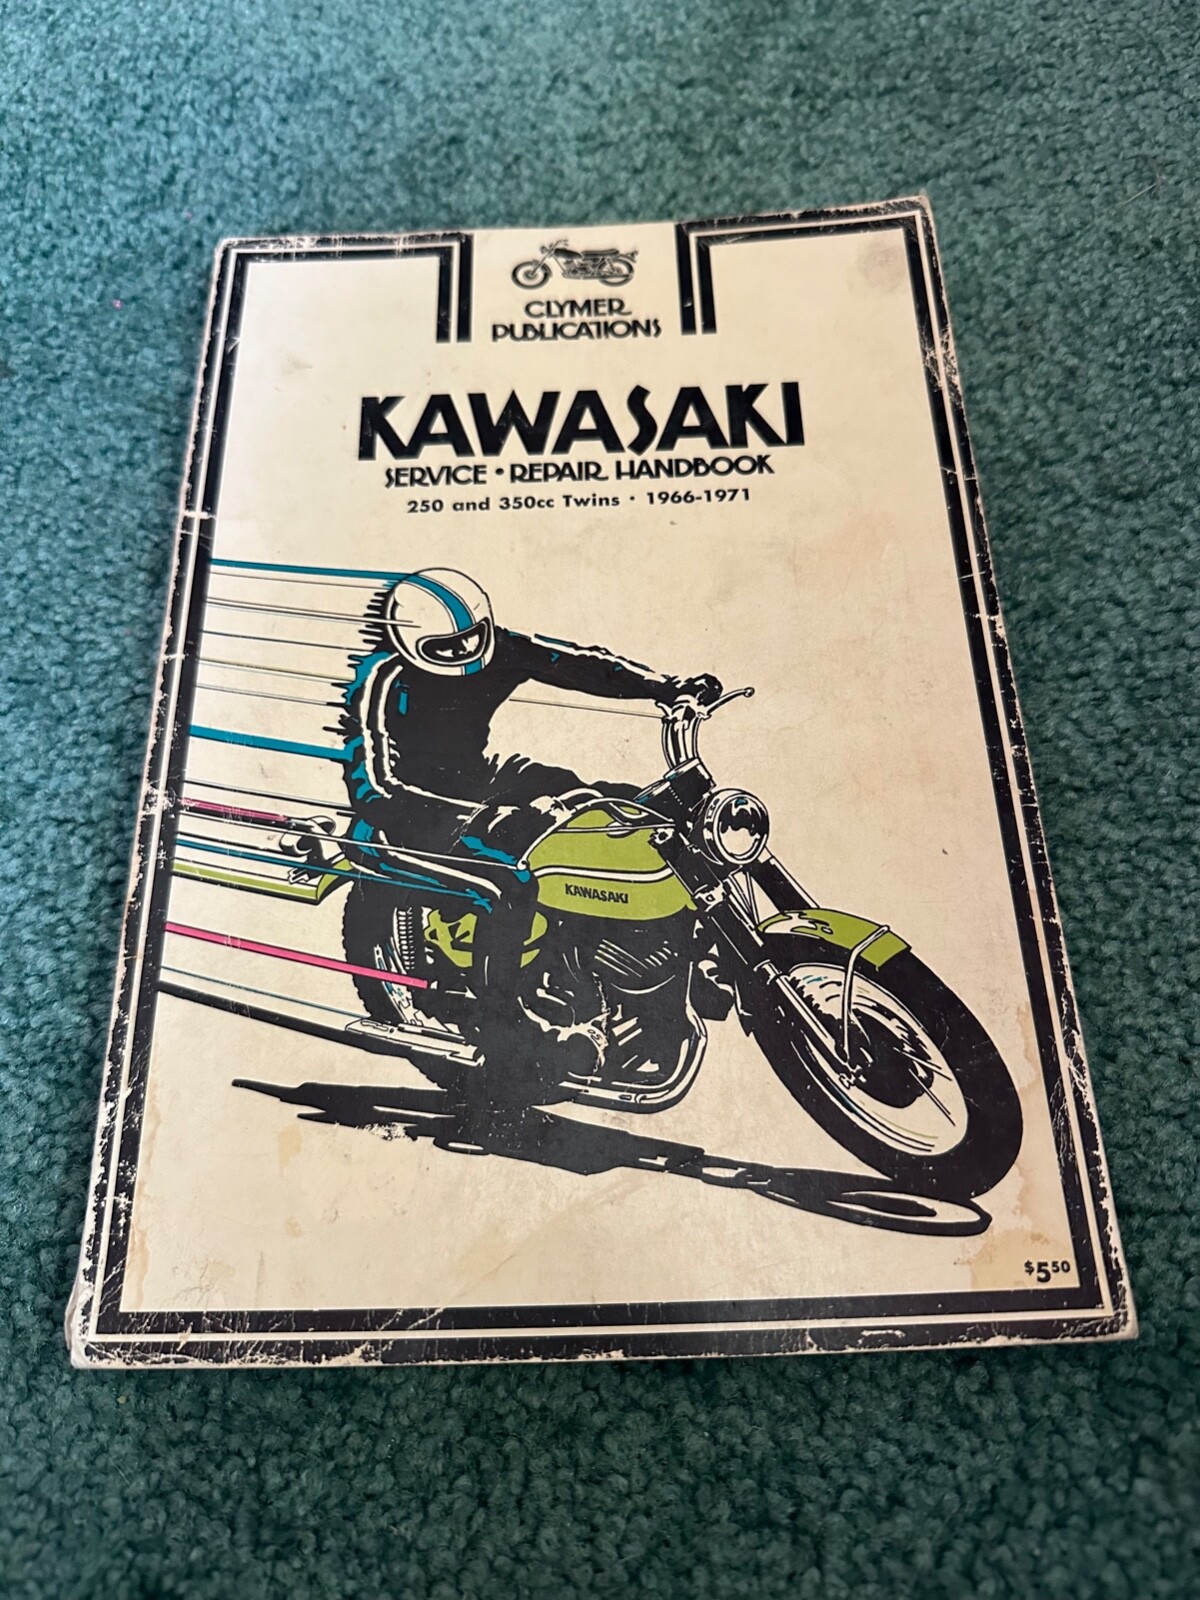 CLYMER
PUBLICATIONS
KAWASAKI
SERVICE • REPAIR HANDBOOK
250 and 350cc Twins • 1966-1971
KAWASAKI
$5.50